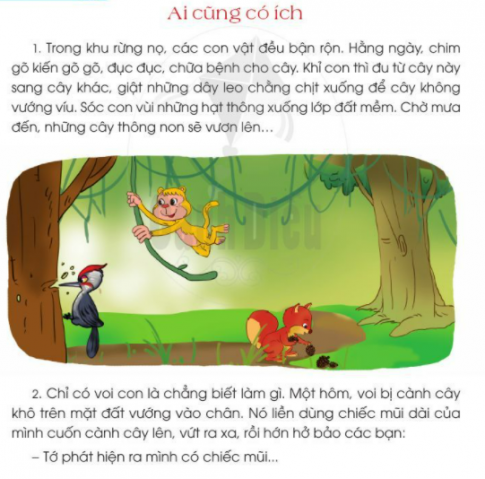 Ai cũng có ích
1. Trong khu rừng nọ, các con vật đều bận rộn. Hằng ngày, chim
gõ kiến gõ gõ, đục đục, chữa bệnh cho cây. Khỉ con thì đu từ cây này
sang cây khác, giật những dây leo chằng chịt xuống để cây không
vướng víu. Sóc con vùi những hạt thông xuống lớp đất mềm. Chờ mưa
đến, những cây thông non sẽ vươn lên...
2. Chỉ có voi con là chẳng biết làm gì. Một hôm, voi bị cành cây
khô trên mặt đất vướng vào chân. Nó liền dùng chiếc mũi dài của
mình cuốn cành cây lên, vứt ra xa, rồi hớn hở bảo các bạn:
– Tớ phát hiện ra mình có chiếc mũi...